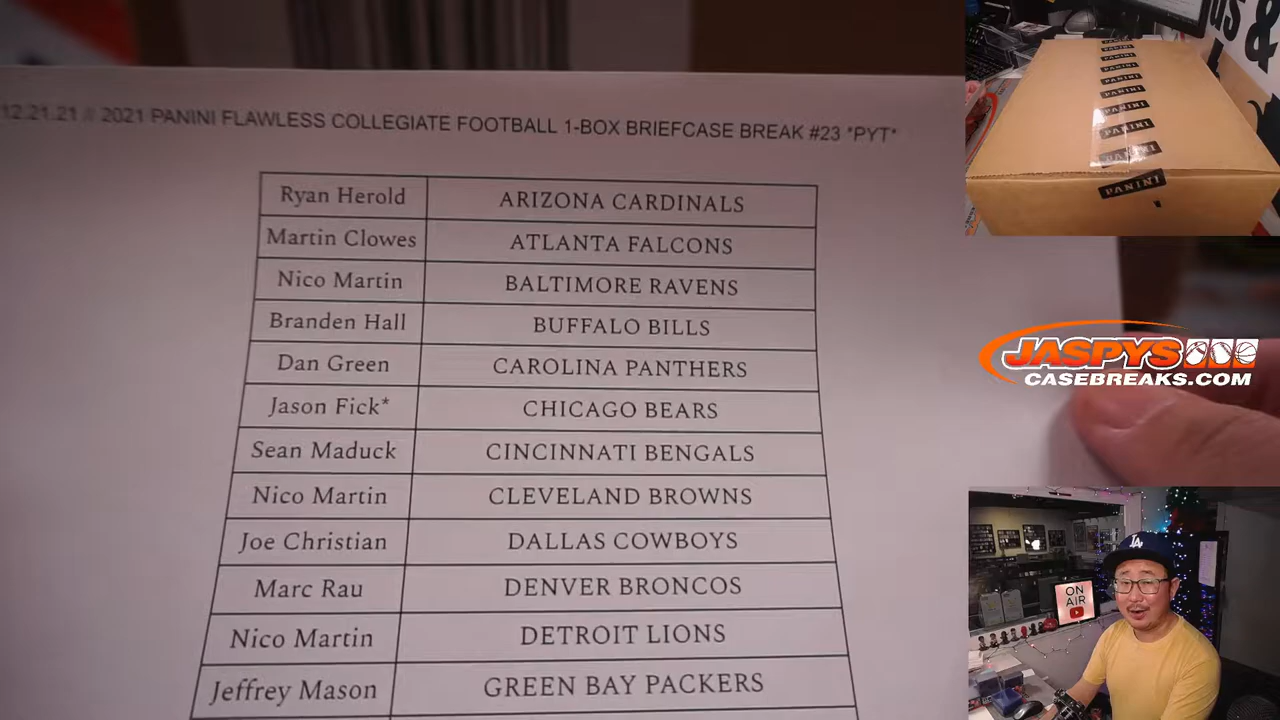 12.21.21 // 2021 PANINI FLAWLESS COLLEGIATE FOOTBALL 1-BOX BRIEFCASE BREAK #23 *PYT*
Ryan Herold ARIZONA CARDINALS
Martin Clowes ATLANTA FALCONS
Nico Martin BALTIMORE RAVENS
Branden Hall BUFFALO BILLS
Dan Green CAROLINA PANTHERS
Jason Fick* CHICAGO BEARS
Sean Maduck CINCINNATI BENGALS
Nico Martin CLEVELAND BROWNS
Joe Christian DALLAS COWBOYS
Marc Rau DENVER BRONCOS
Nico Martin DETROIT LIONS
Jeffrey Mason GREEN BAY PACKERS
PANINI
PANINI
PANINI
PANINI
PANINI
PANINI
PANINI
PANINI
&
JASPYS
CASEBREAKS.COM
LA
ON
AIR